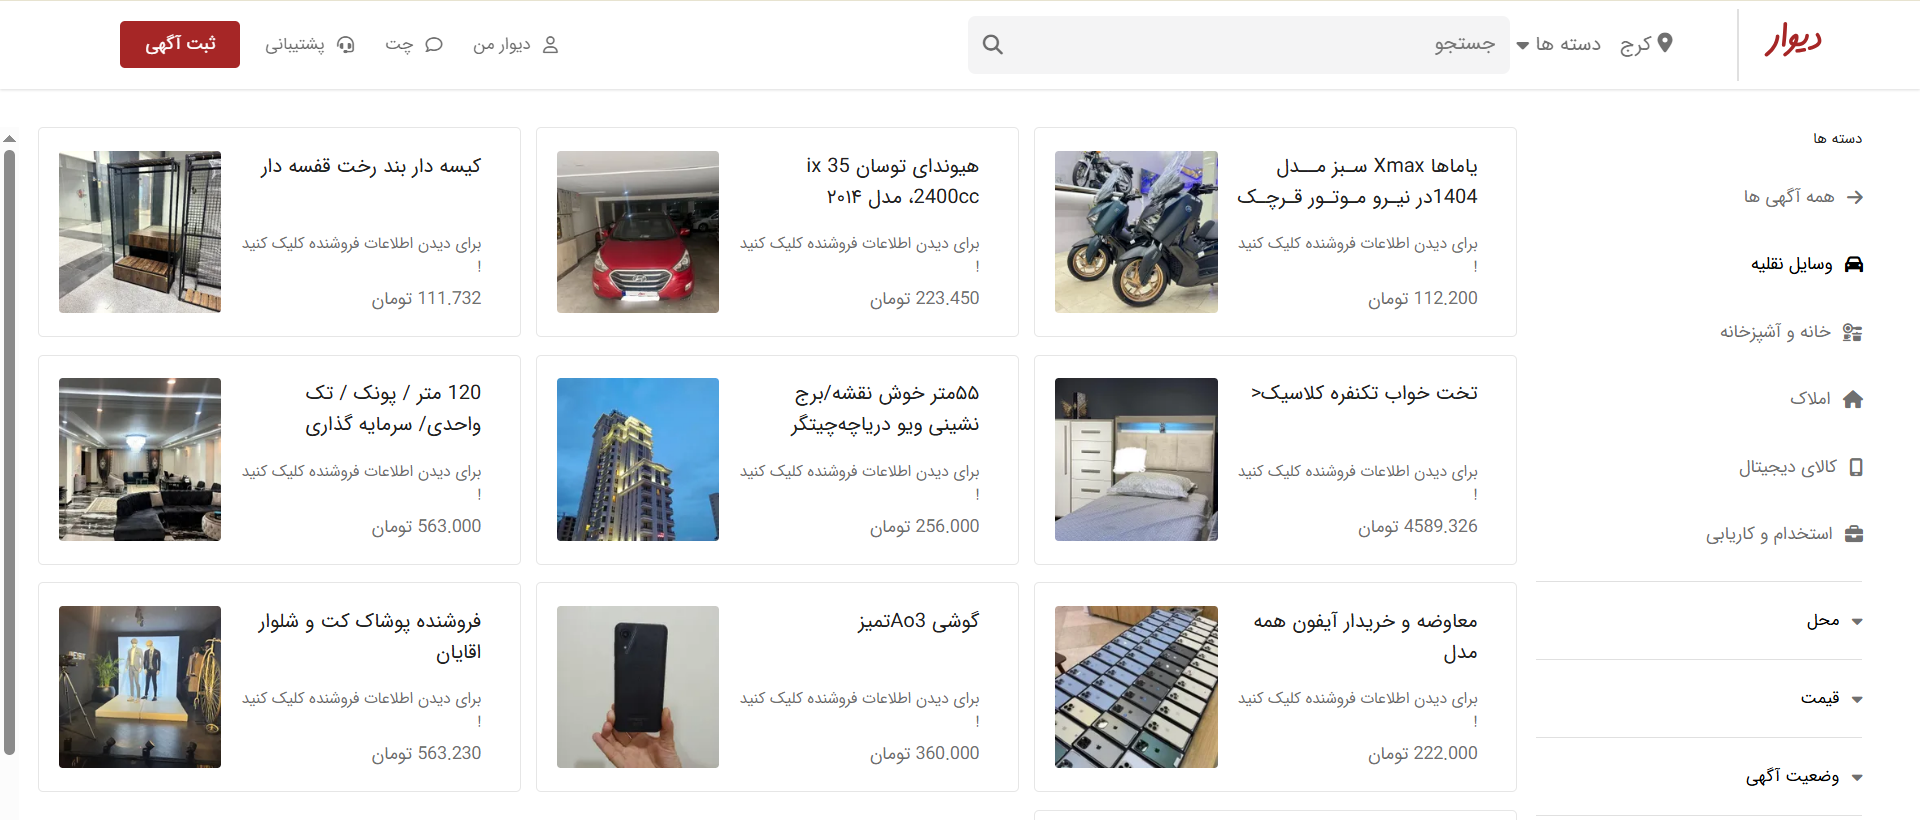 دیوار
کرج
دسته ها
جستجو
دیوار من
چت
پشتیبانی
ثبت آگهی
دسته ها
همه آگهی ها
وسایل نقلیه
خانه و آشپزخانه
املاک
کالای دیجیتال
استخدام و کاریابی
محل
قیمت
وضعیت آگهی
یاماها Xmax سـبز مــدل
1404در نیـرو مـوتـور قـرچـک
برای دیدن اطلاعات فروشنده کلیک کنید
!
112.200 تومان
هیوندای توسان ix 35
2400cc، مدل ۲۰۱۴
برای دیدن اطلاعات فروشنده کلیک کنید
!
223.450 تومان
کیسه دار بند رخت قفسه دار
برای دیدن اطلاعات فروشنده کلیک کنید
!
111.732 تومان
تخت خواب تکنفره کلاسیک>
برای دیدن اطلاعات فروشنده کلیک کنید
!
4589.326 تومان
۵۵متر خوش نقشه/برج
نشینی ویو دریاچه‌چیتگر
برای دیدن اطلاعات فروشنده کلیک کنید
!
256.000 تومان
120 متر / پونک / تک
واحدی/ سرمایه گذاری
برای دیدن اطلاعات فروشنده کلیک کنید
!
563.000 تومان
معاوضه و خریدار آیفون همه
مدل
برای دیدن اطلاعات فروشنده کلیک کنید
!
222.000 تومان
گوشی Ao3تمیز
برای دیدن اطلاعات فروشنده کلیک کنید
!
360.000 تومان
فروشنده پوشاک کت و شلوار
اقایان
برای دیدن اطلاعات فروشنده کلیک کنید
!
563.230 تومان